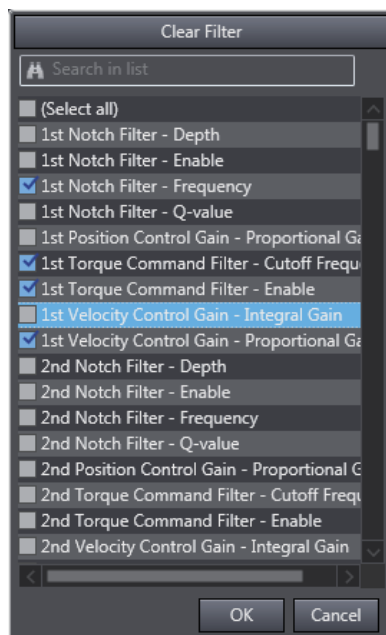 Clear Filter
Search in list
(Select all)
1st Notch Filter - Depth
1st Notch Filter - Enable
1st Notch Filter - Frequency
1st Notch Filter - Q-value
1st Position Control Gain - Proportional Ga
1st Torque Command Filter - Cutoff Frequ
1st Torque Command Filter - Enable
1st Velocity Control Gain - Integral Gain
1st Velocity Control Gain - Proportional Ga
2nd Notch Filter - Depth
2nd Notch Filter - Enable
2nd Notch Filter - Frequency
2nd Notch Filter - Q-value
2nd Position Control Gain - Proportional G
2nd Torque Command Filter - Cutoff Frequ
2nd Torque Command Filter - Enable
2nd Velocity Control Gain - Integral Gain
OK Cancel